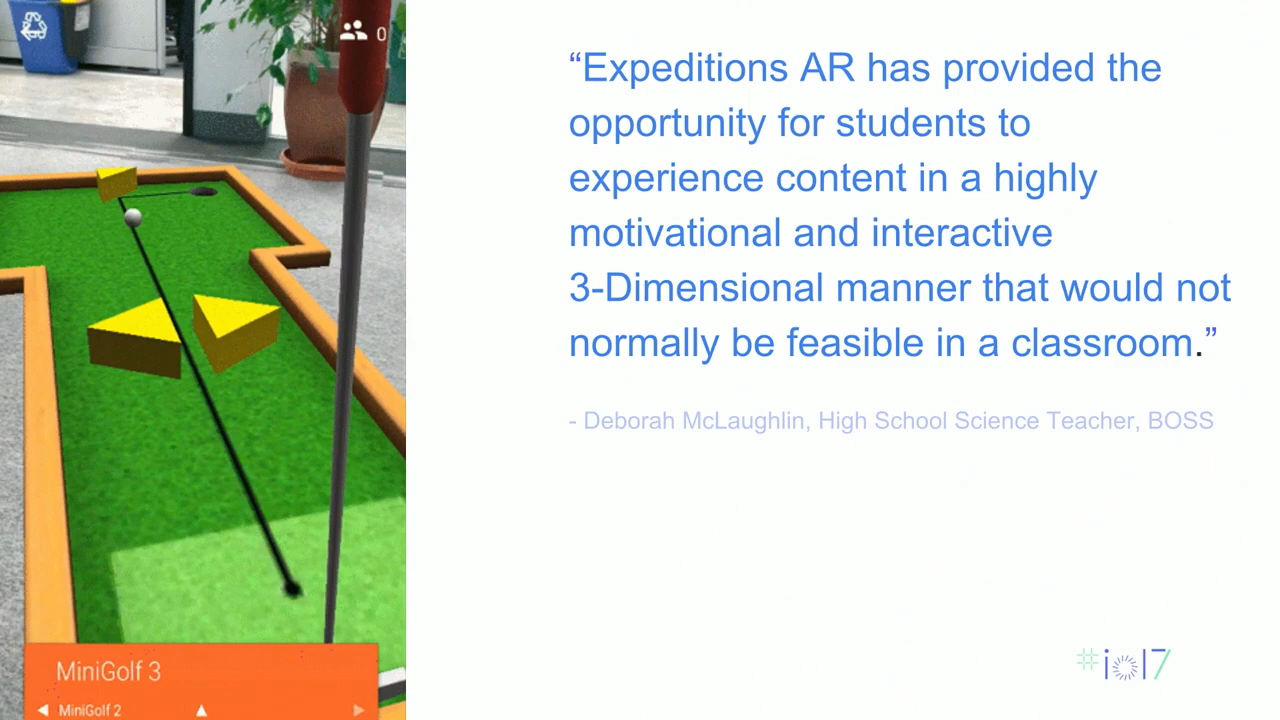 0
“Expeditions AR has provided the
opportunity for students to
experience content in a highly
motivational and interactive
3-Dimensional manner that would not
normally be feasible in a classroom.”
- Deborah McLaughlin, High School Science Teacher, BOSS
MiniGolf 3
MiniGolf 2
#io17